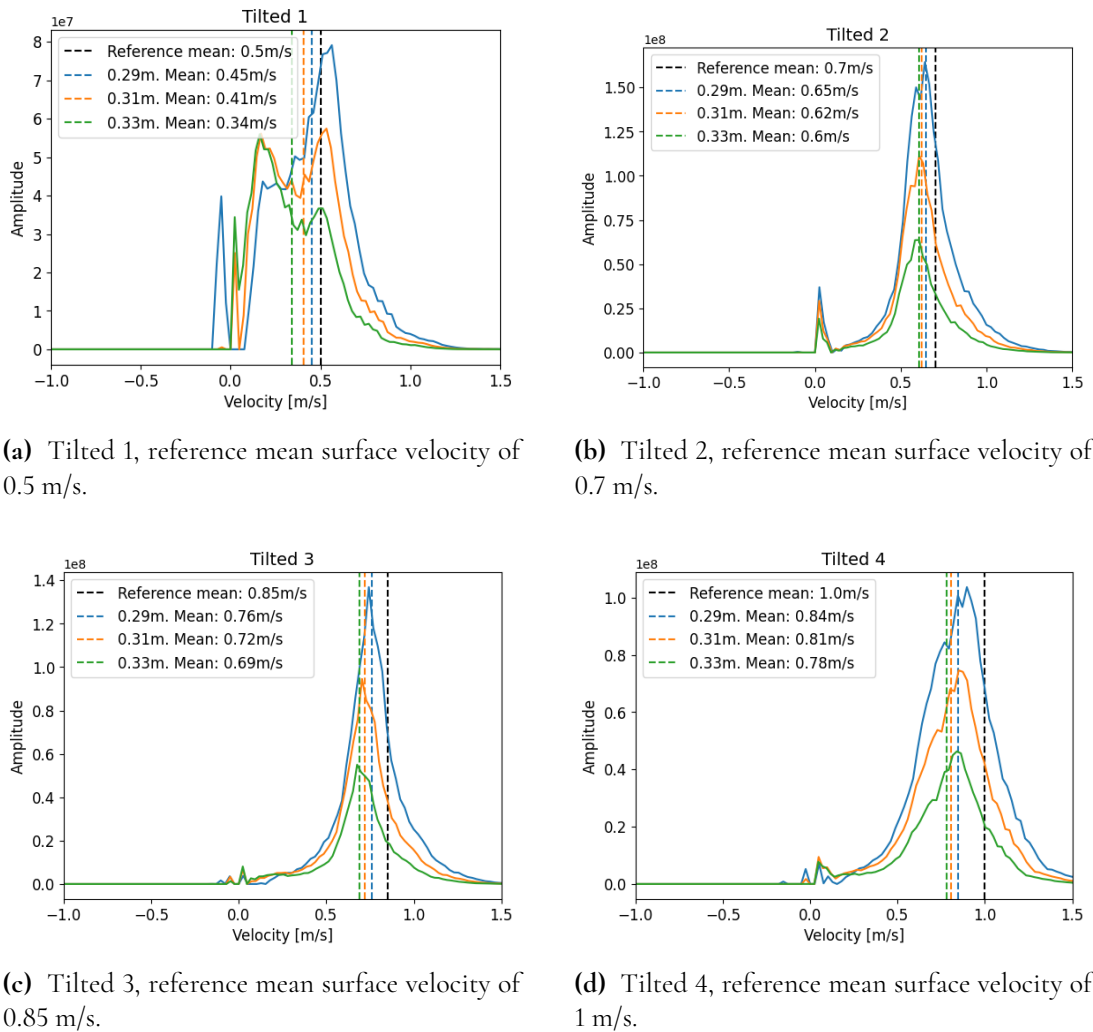 Tilted 1
1e7
8
7
6
5
4
3
2
1
0
Amplitude
Reference mean: 0.5m/s
0.29m. Mean: 0.45m/s
0.31m. Mean: 0.41m/s
0.33m. Mean: 0.34m/s
−1.0 −0.5 0.0 0.5 1.0 1.5
Velocity [m/s]
(a) Tilted 1, reference mean surface velocity of
0.5 m/s.
Tilted 2
1e8
1.50
1.25
1.00
0.75
0.50
0.25
0.00
Amplitude
Reference mean: 0.7m/s
0.29m. Mean: 0.65m/s
0.31m. Mean: 0.62m/s
0.33m. Mean: 0.6m/s
−1.0 −0.5 0.0 0.5 1.0 1.5
Velocity [m/s]
(b) Tilted 2, reference mean surface velocity of
0.7 m/s.
Tilted 3
1e8
1.4
1.2
1.0
0.8
0.6
0.4
0.2
0.0
Amplitude
Reference mean: 0.85m/s
0.29m. Mean: 0.76m/s
0.31m. Mean: 0.72m/s
0.33m. Mean: 0.69m/s
−1.0 −0.5 0.0 0.5 1.0 1.5
Velocity [m/s]
(c) Tilted 3, reference mean surface velocity of
0.85 m/s.
Tilted 4
1e8
1.0
0.8
0.6
0.4
0.2
0.0
Amplitude
Reference mean: 1.0m/s
0.29m. Mean: 0.84m/s
0.31m. Mean: 0.81m/s
0.33m. Mean: 0.78m/s
−1.0 −0.5 0.0 0.5 1.0 1.5
Velocity [m/s]
(d) Tilted 4, reference mean surface velocity of
1 m/s.